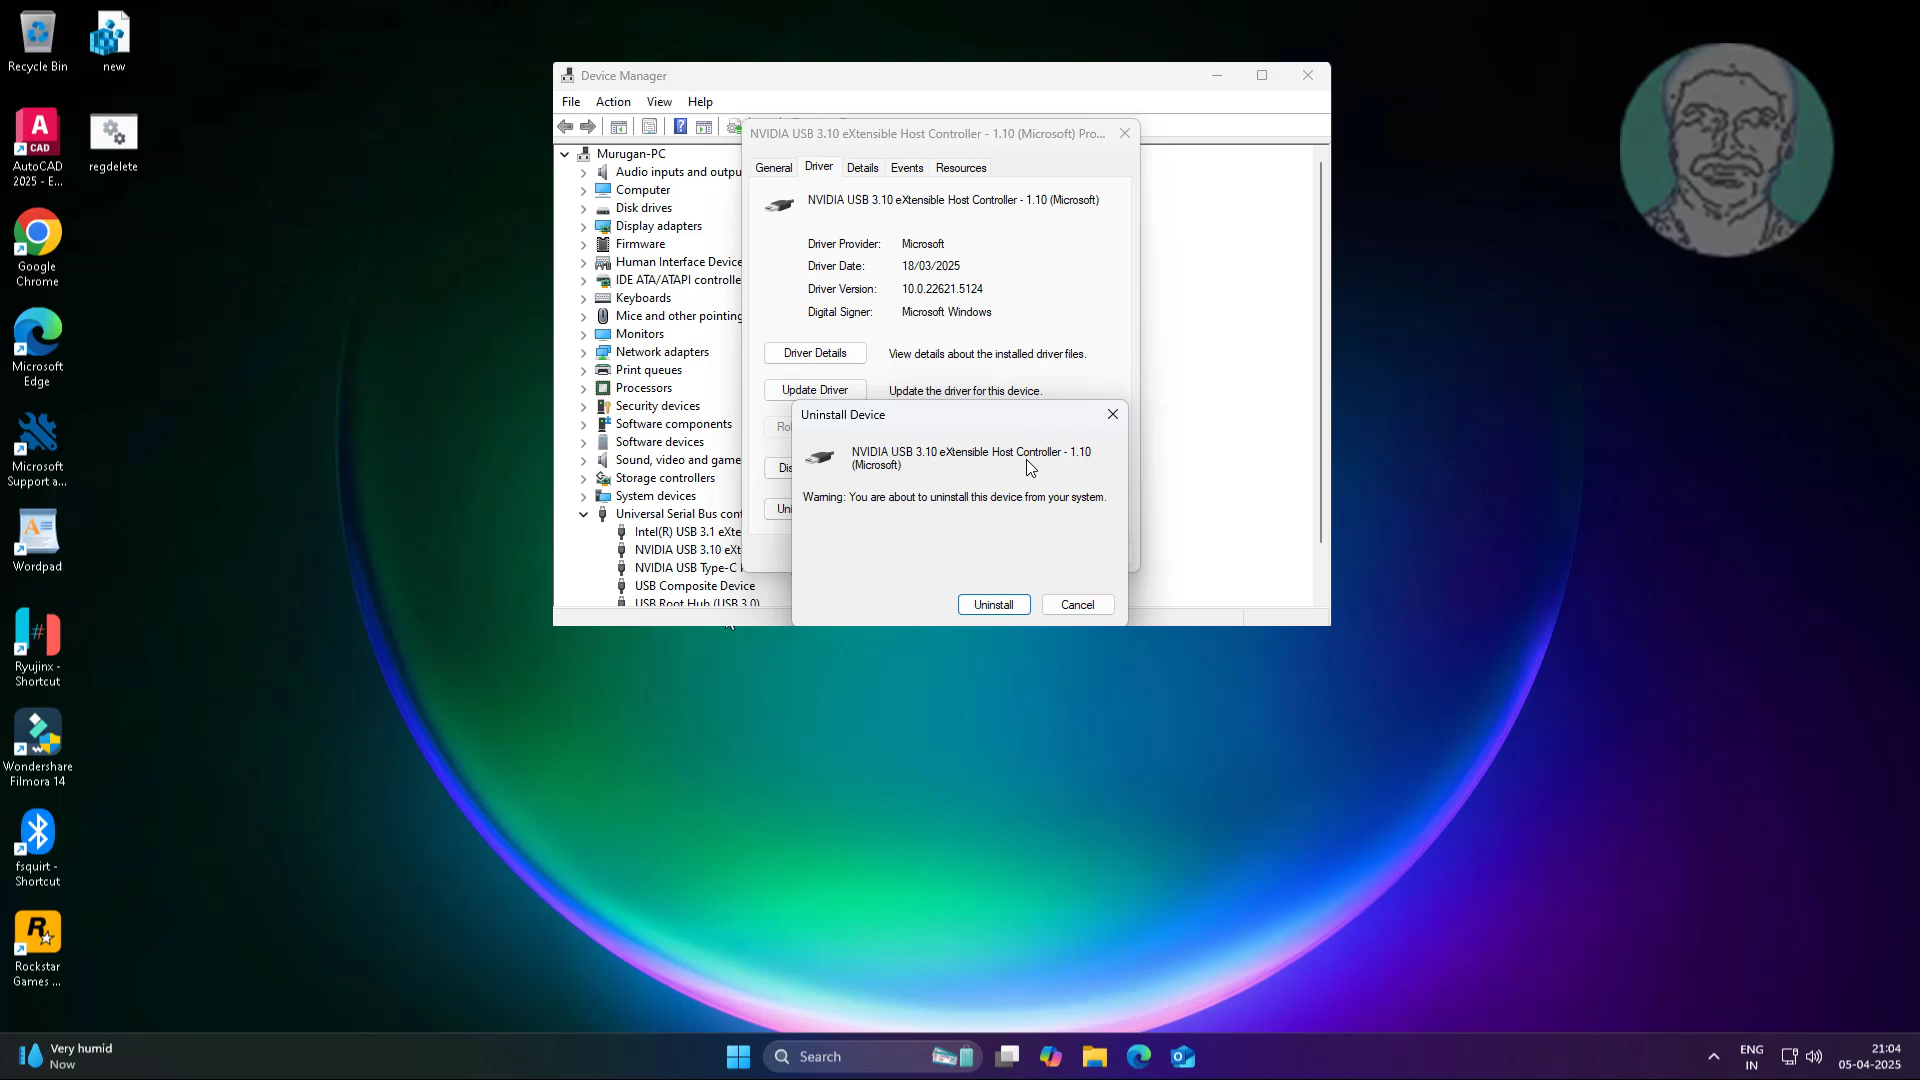 Recycle Bin
new
AutoCAD
2025 - E...
regdelete
Google
Chrome
Microsoft
Edge
Microsoft
Support a...
Wordpad
Ryujinx -
Shortcut
Wondershare
Filmora 14
fsquirt -
Shortcut
Rockstar
Games ...
Device Manager
File Action View Help
Murugan-PC
Audio inputs and outpu
Computer
Disk drives
Display adapters
Firmware
Human Interface Device
IDE ATA/ATAPI controlle
Keyboards
Mice and other pointing
Monitors
Network adapters
Print queues
Processors
Security devices
Software components
Software devices
Sound, video and game
Storage controllers
System devices
Universal Serial Bus con
Intel(R) USB 3.1 eXte
NVIDIA USB 3.10 eXt
NVIDIA USB Type-C
USB Composite Device
USB Root Hub (USB 3.0)
NVIDIA USB 3.10 eXtensible Host Controller - 1.10 (Microsoft) Pro...
General Driver Details Events Resources
NVIDIA USB 3.10 eXtensible Host Controller - 1.10 (Microsoft)
Driver Provider: Microsoft
Driver Date: 18/03/2025
Driver Version: 10.0.22621.5124
Digital Signer: Microsoft Windows
Driver Details View details about the installed driver files.
Update Driver Update the driver for this device.
Rol
Dis
Uni
Uninstall Device
NVIDIA USB 3.10 eXtensible Host Controller - 1.10
(Microsoft)
Warning: You are about to uninstall this device from your system.
Uninstall Cancel
Very humid
Now
Search
ENG
IN
21:04
05-04-2025